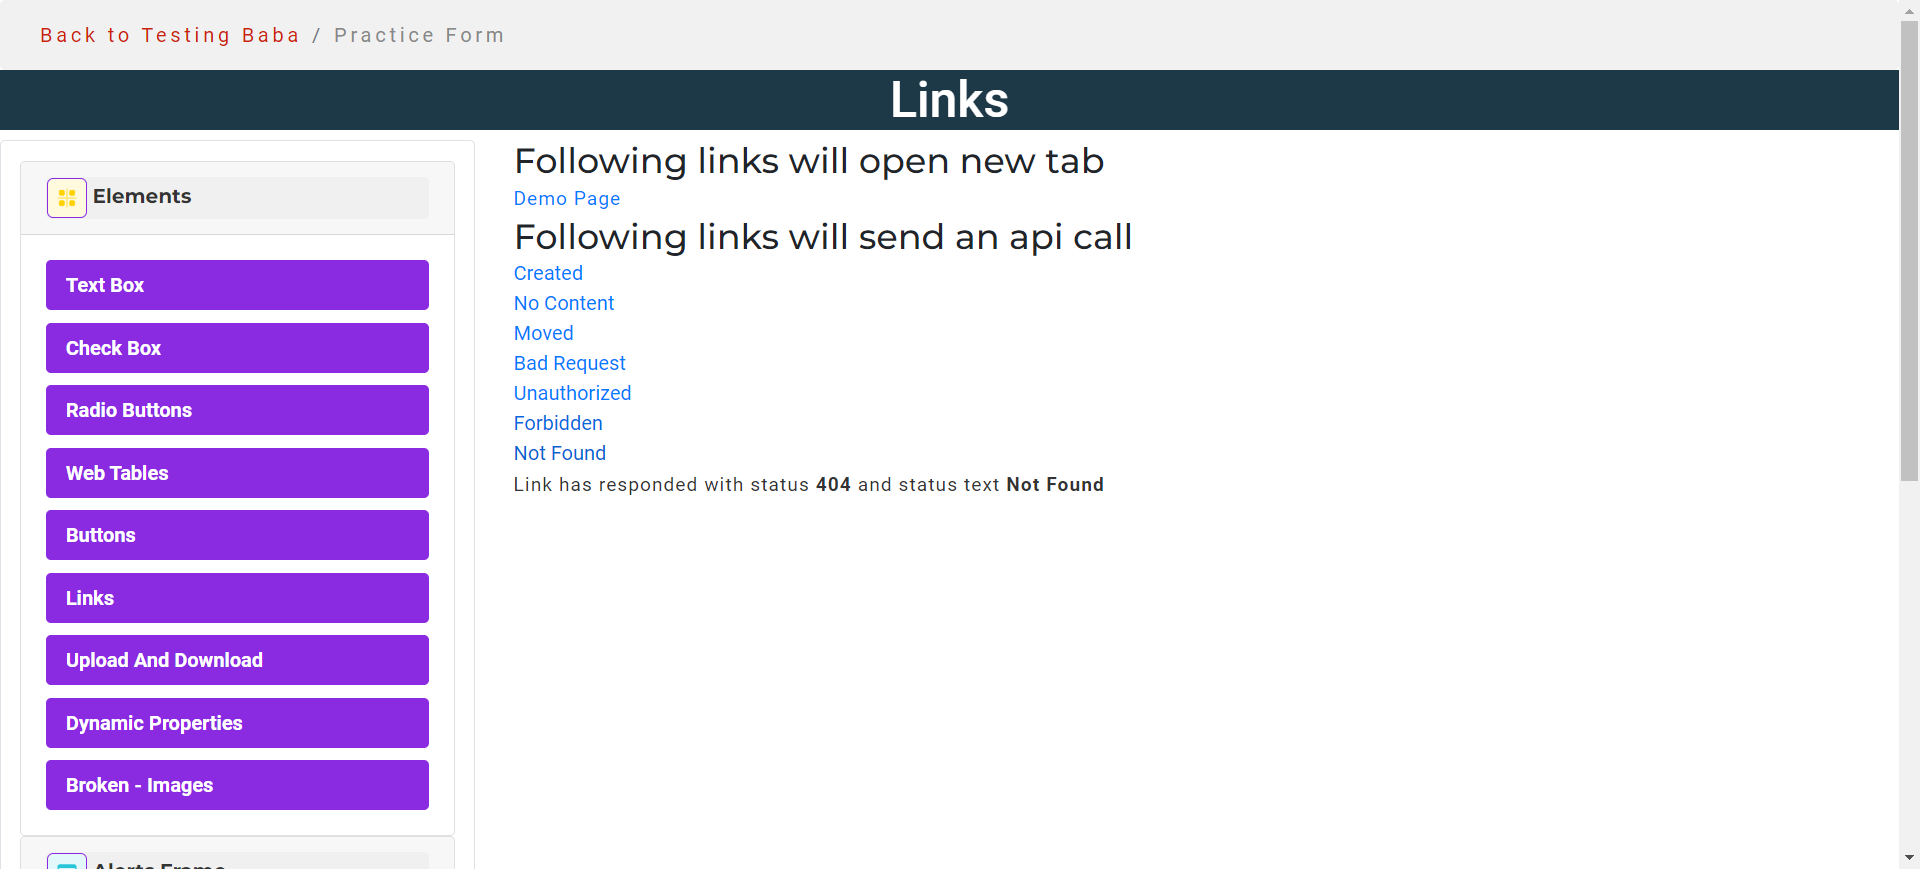 Back to Testing Baba / Practice Form
Links
Elements
Text Box
Check Box
Radio Buttons
Web Tables
Buttons
Links
Upload And Download
Dynamic Properties
Broken - Images
Alerts Frame
Following links will open new tab
Demo Page
Following links will send an api call
Created
No Content
Moved
Bad Request
Unauthorized
Forbidden
Not Found
Link has responded with status 404 and status text Not Found